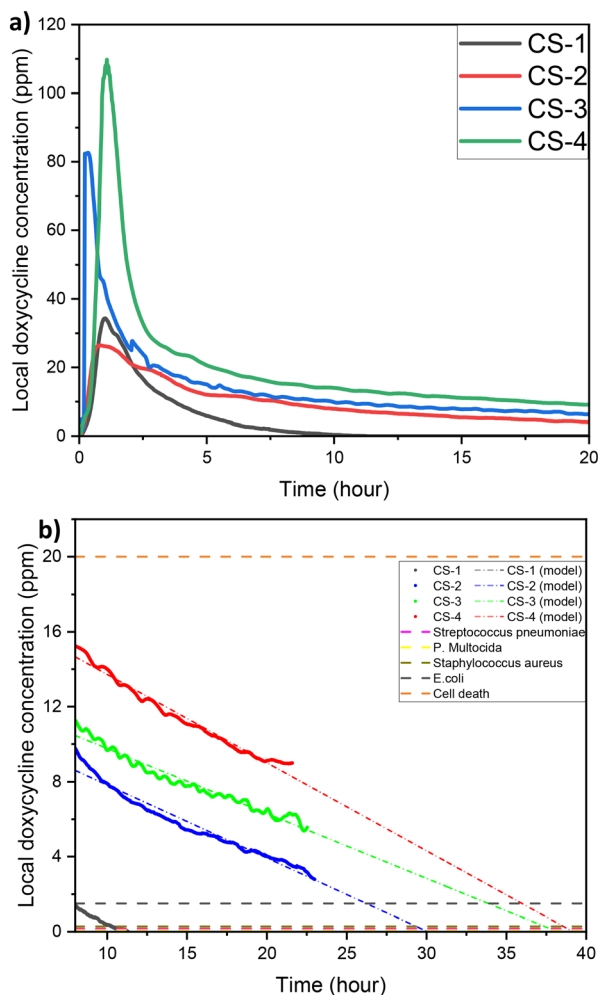 a)
Local doxycycline concentration (ppm)
120
100
80
60
40
20
0
0 5 10 15 20
Time (hour)
CS-1
CS-2
CS-3
CS-4
b)
Local doxycycline concentration (ppm)
20
16
12
8
4
0
10 15 20 25 30 35 40
Time (hour)
CS-1 CS-1 (model)
CS-2 CS-2 (model)
CS-3 CS-3 (model)
CS-4 CS-4 (model)
Streptococcus pneumoniae
P. Multocida
Staphylococcus aureus
E.coli
Cell death